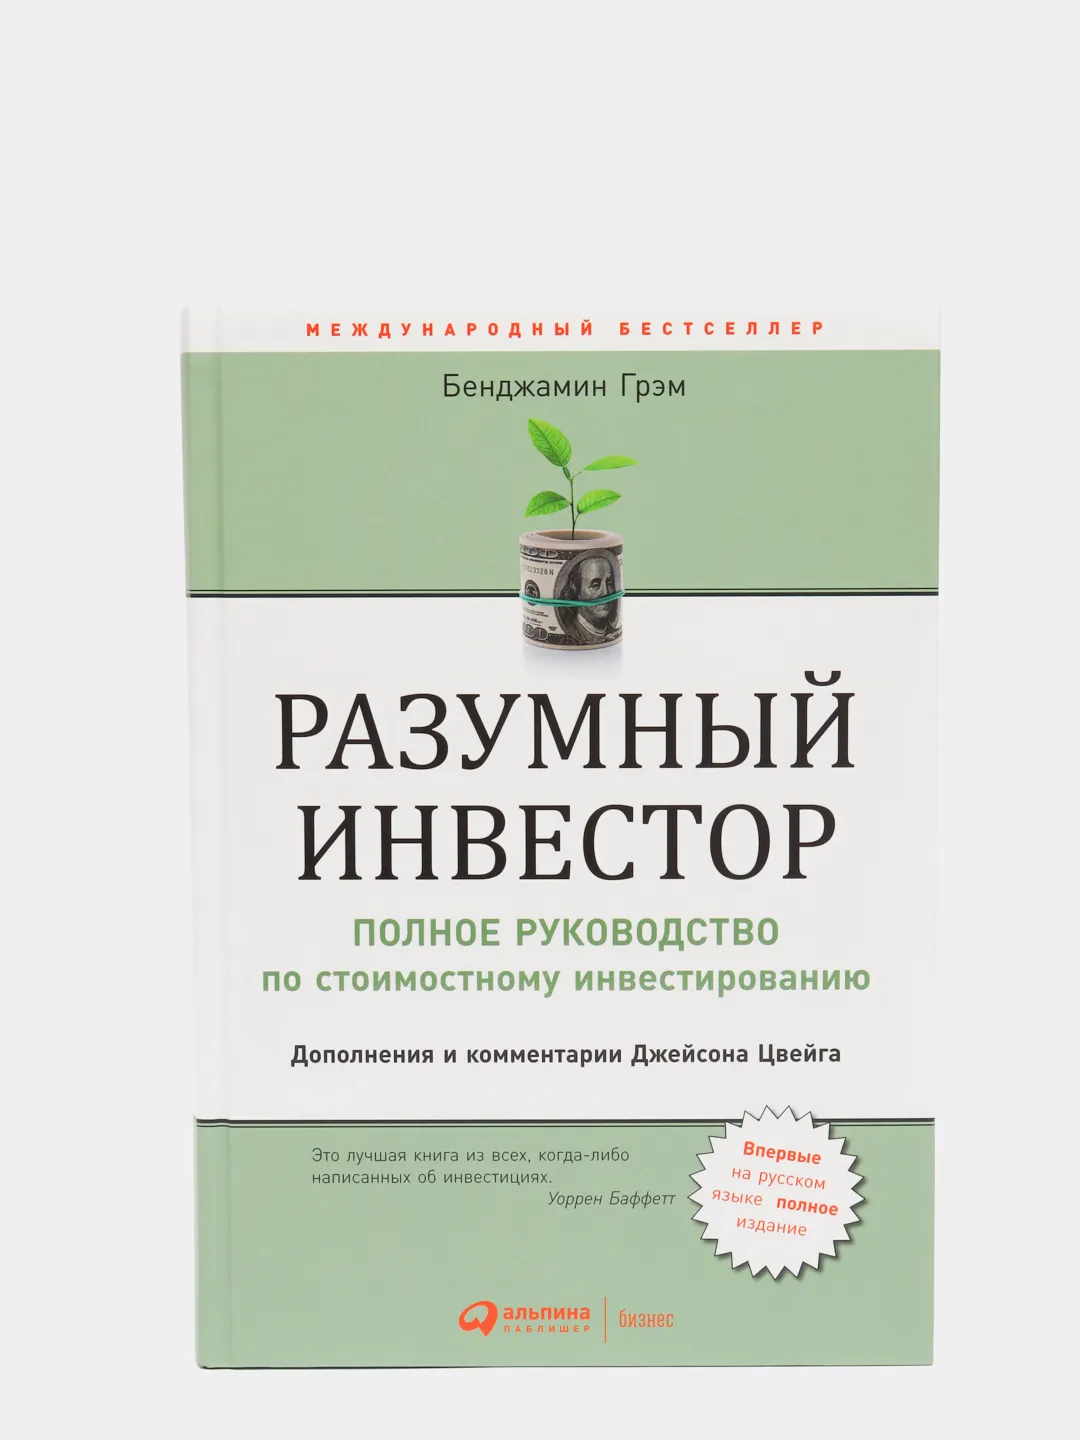 МЕЖДУНАРОДНЫЙ БЕСТСЕЛЛЕР
Бенджамин Грэм
РАЗУМНЫЙ
ИНВЕСТОР
ПОЛНОЕ РУКОВОДСТВО
по стоимостному инвестированию
Дополнения и комментарии Джейсона Цвейга
Это лучшая книга из всех, когда-либо
написанных об инвестициях.
Уоррен Баффетт
Впервые
на русском
языке полное
издание
альпина
ПАБЛИШЕР
бизнес